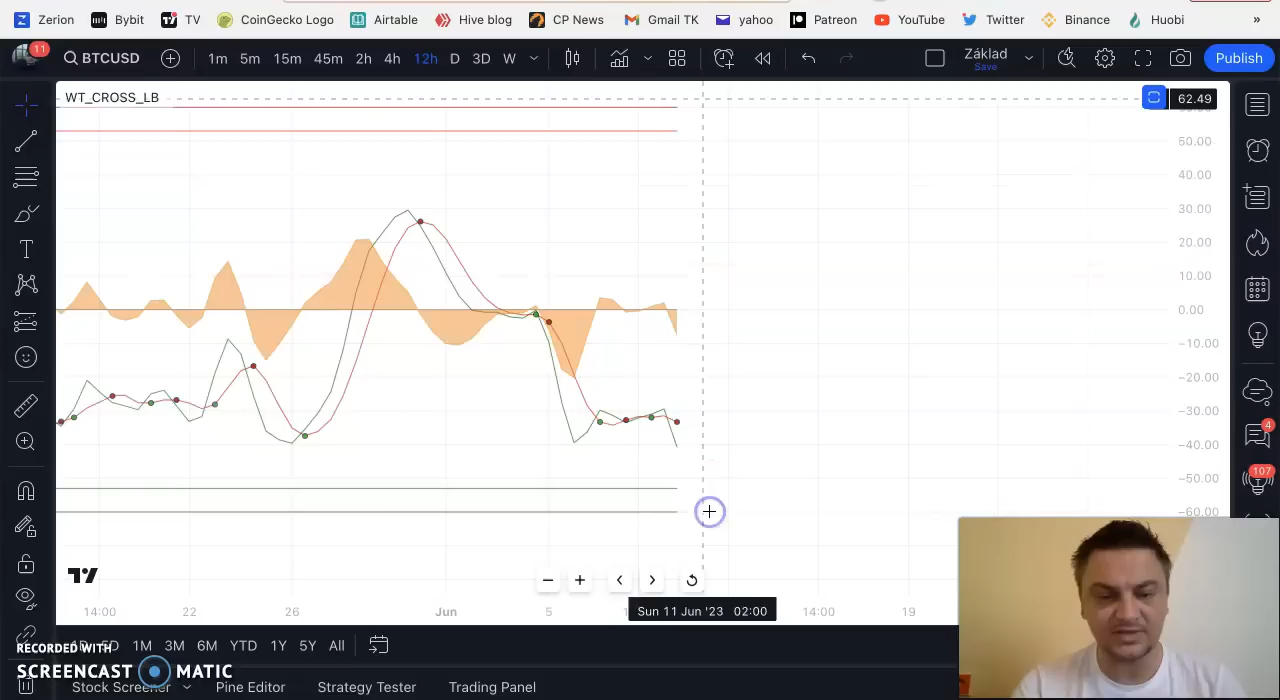 Zerion Bybit TV CoinGecko Logo Airtable Hive blog CP News Gmail TK yahoo Patreon YouTube Twitter Binance Huobi »
11 BTCUSD 1m 5m 15m 45m 2h 4h 12h D 3D W Základ Save Publish
WT_CROSS_LB
62.49
50.00
40.00
30.00
20.00
10.00
0.00
−10.00
−20.00
−30.00
−40.00
−50.00
−60.00
4
107
14:00 22 26 Jun 5 Sun 11 Jun '23 02:00 14:00 19
5D 1M 3M 6M YTD 1Y 5Y All
RECORDED WITH
SCREENCAST MATIC
Stock Screener Pine Editor Strategy Tester Trading Panel